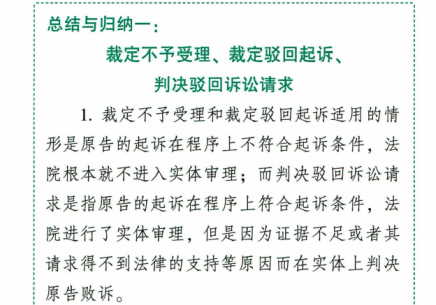 总结与归纳一：
裁定不予受理、裁定驳回起诉、
判决驳回诉讼请求
1. 裁定不予受理和裁定驳回起诉适用的情
形是原告的起诉在程序上不符合起诉条件，法
院根本就不进入实体审理；而判决驳回诉讼请
求是指原告的起诉在程序上符合起诉条件，法
院进行了实体审理，但是因为证据不足或者其
请求得不到法律的支持等原因而在实体上判决
原告败诉。